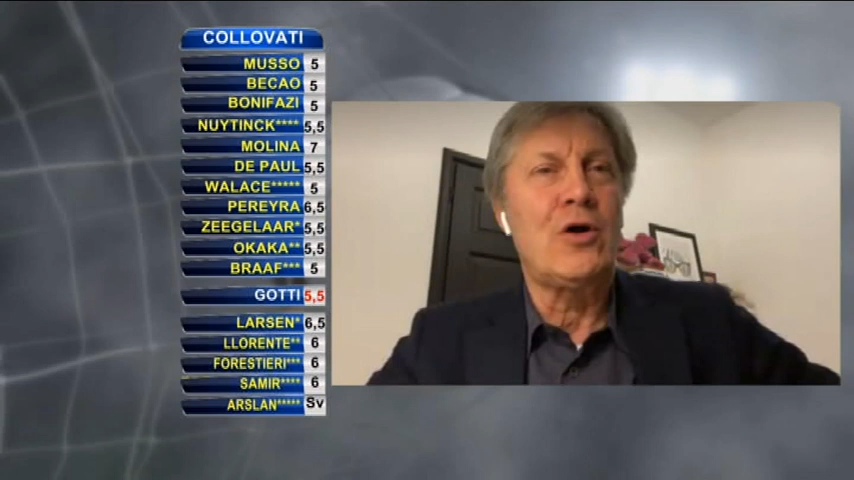 COLLOVATI
MUSSO 5
BECAO 5
BONIFAZI 5
NUYTINCK**** 5,5
MOLINA 7
DE PAUL 5,5
WALACE***** 5
PEREYRA 6,5
ZEEGELAAR* 5,5
OKAKA** 5,5
BRAAF*** 5
GOTTI 5,5
LARSEN* 6,5
LLORENTE** 6
FORESTIERI*** 6
SAMIR**** 6
ARSLAN***** Sv